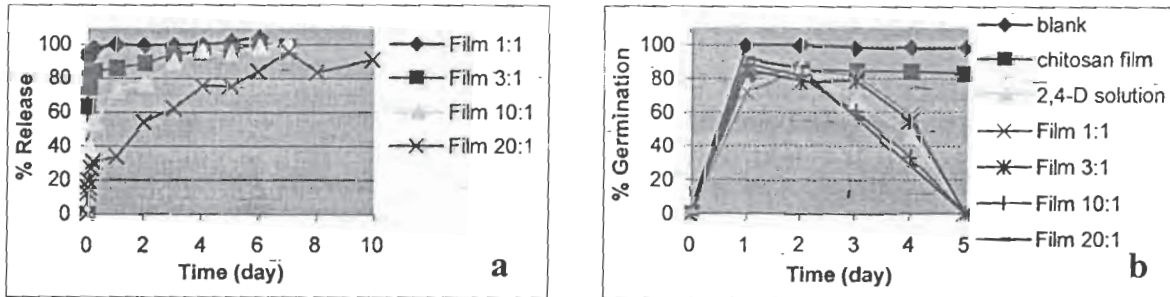 % Release
100
80
60
40
20
0
0 2 4 6 8 10
Time (day)
Film 1:1
Film 3:1
Film 10:1
Film 20:1
a
% Germination
100
80
60
40
20
0
0 1 2 3 4 5
Time (day)
blank
chitosan film
2,4-D solution
Film 1:1
Film 3:1
Film 10:1
Film 20:1
b